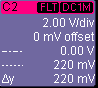 C2 FLT DC1M
2.00 V/div
0 mV offset
----- 0.00 V
----- 220 mV
Δy 220 mV